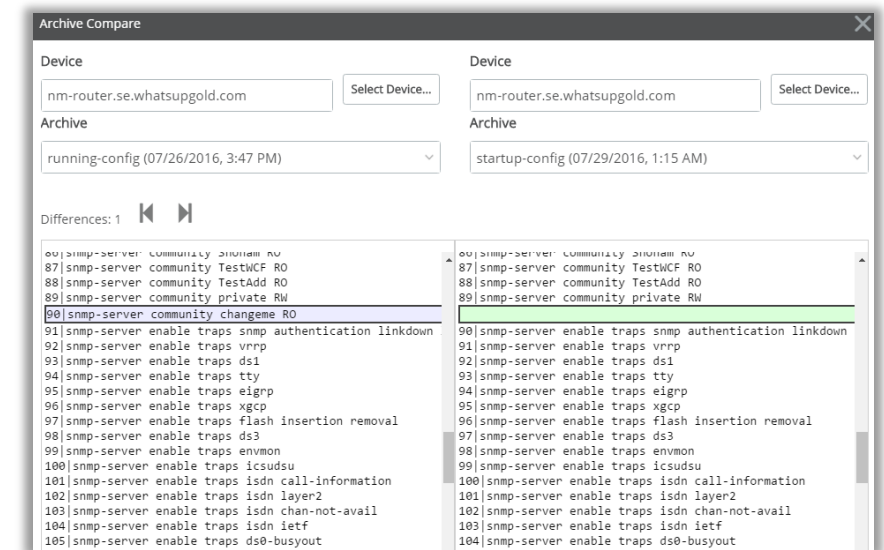 Archive Compare
Device
nm-router.se.whatsupgold.com
Select Device...
Archive
running-config (07/26/2016, 3:47 PM)
Device
nm-router.se.whatsupgold.com
Select Device...
Archive
startup-config (07/29/2016, 1:15 AM)
Differences: 1
86|snmp-server community Shoham RO
87|snmp-server community TestWCF RO
88|snmp-server community TestAdd RO
89|snmp-server community private RW
90|snmp-server community changeme RO
91|snmp-server enable traps snmp authentication linkdown
92|snmp-server enable traps vrrp
93|snmp-server enable traps ds1
94|snmp-server enable traps tty
95|snmp-server enable traps eigrp
96|snmp-server enable traps xgcp
97|snmp-server enable traps flash insertion removal
98|snmp-server enable traps ds3
99|snmp-server enable traps envmon
100|snmp-server enable traps icsudsu
101|snmp-server enable traps isdn call-information
102|snmp-server enable traps isdn layer2
103|snmp-server enable traps isdn chan-not-avail
104|snmp-server enable traps isdn ietf
105|snmp-server enable traps ds0-busyout
86|snmp-server community Shoham RO
87|snmp-server community TestWCF RO
88|snmp-server community TestAdd RO
89|snmp-server community private RW
90|snmp-server enable traps snmp authentication linkdown
91|snmp-server enable traps vrrp
92|snmp-server enable traps ds1
93|snmp-server enable traps tty
94|snmp-server enable traps eigrp
95|snmp-server enable traps xgcp
96|snmp-server enable traps flash insertion removal
97|snmp-server enable traps ds3
98|snmp-server enable traps envmon
99|snmp-server enable traps icsudsu
100|snmp-server enable traps isdn call-information
101|snmp-server enable traps isdn layer2
102|snmp-server enable traps isdn chan-not-avail
103|snmp-server enable traps isdn ietf
104|snmp-server enable traps ds0-busyout